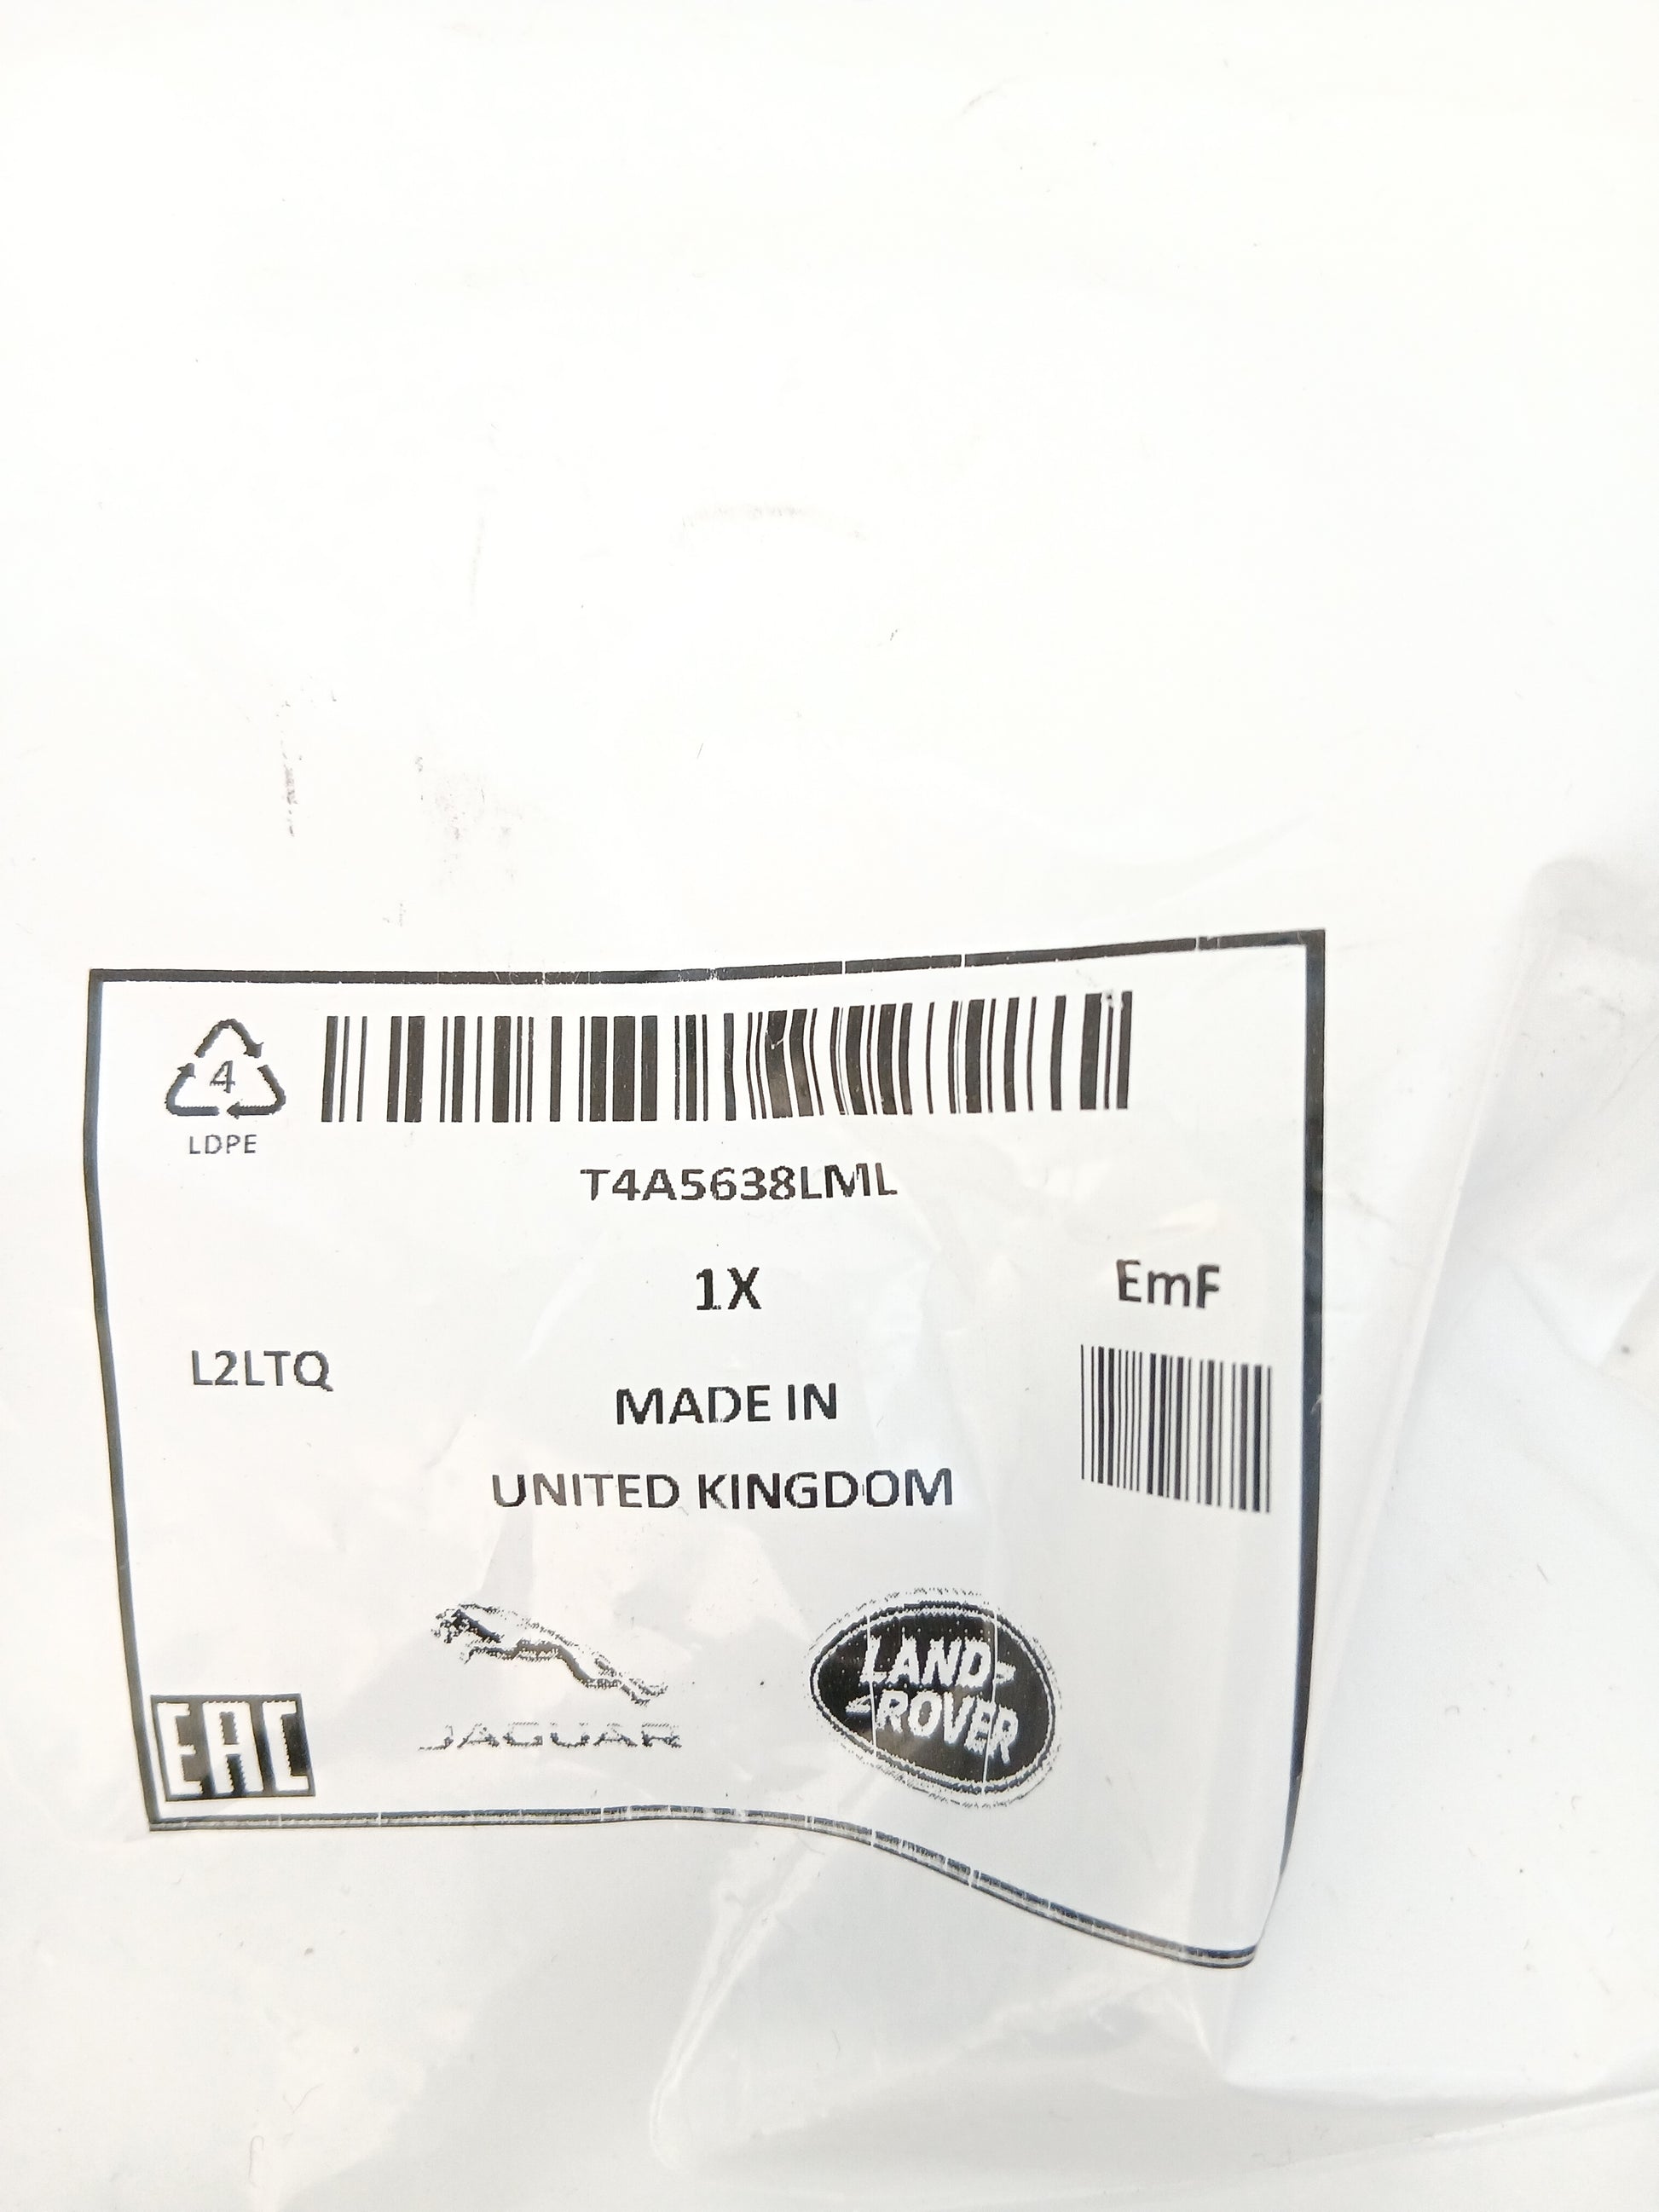 4
LDPE
T4A5638LML
1X
EmF
L2LTQ
MADE IN
UNITED KINGDOM
JAGUAR
LAND-
ROVER
EAC